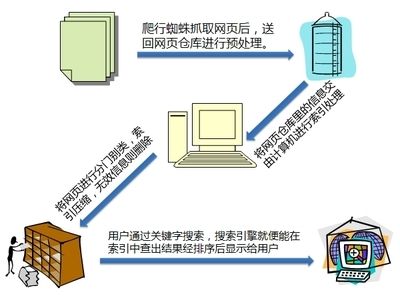 爬行蜘蛛抓取网页后，送
回网页仓库进行预处理。
将网页仓库里的信息交
由计算机进行索引处理
将网页进行分门别类，索
引压缩，无效信息则删除
用户通过关键字搜索，搜索引擎就便能在
索引中查出结果经排序后显示给用户